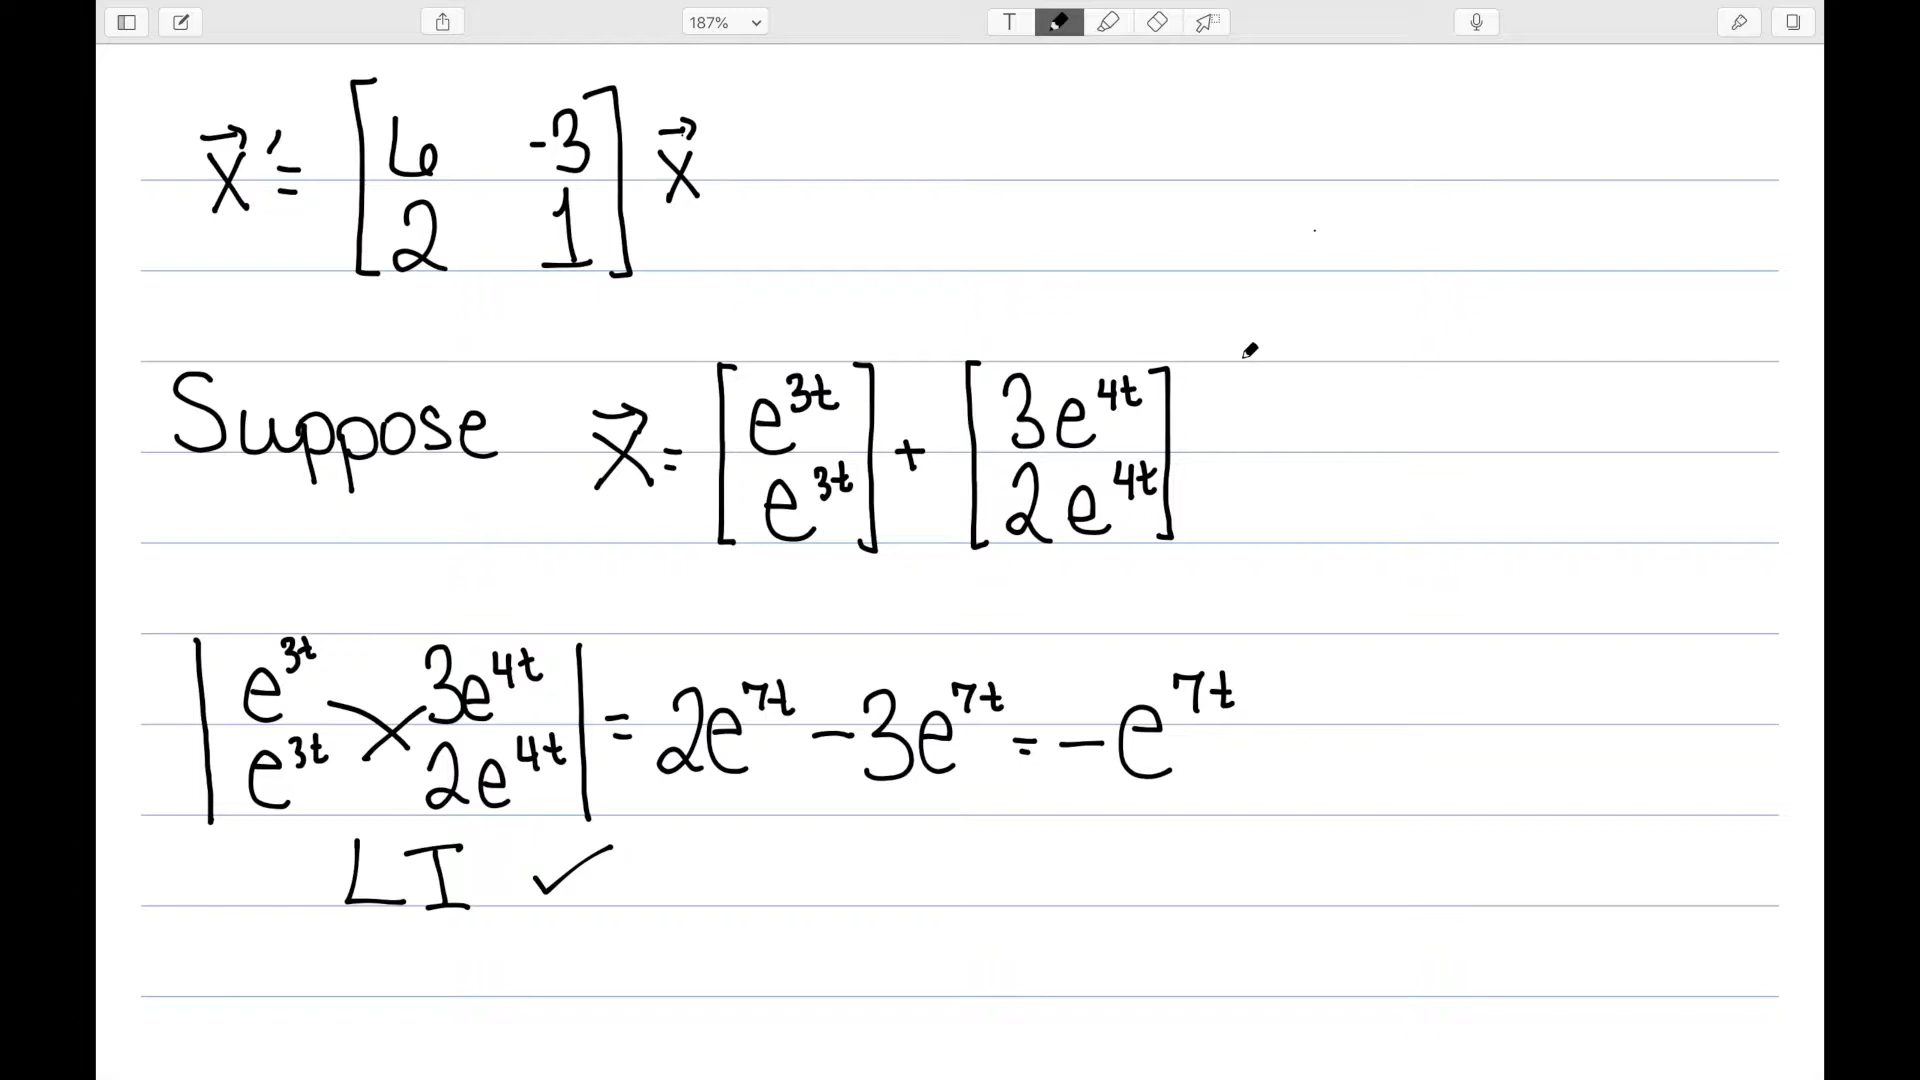 187% T
x⃗' = [6 -3; 2 1] x⃗
Suppose x⃗ = [e^{3t}; e^{3t}] + [3e^{4t}; 2e^{4t}]
|e^{3t} 3e^{4t}; e^{3t} 2e^{4t}| = 2e^{7t} - 3e^{7t} = -e^{7t}
LI ✓